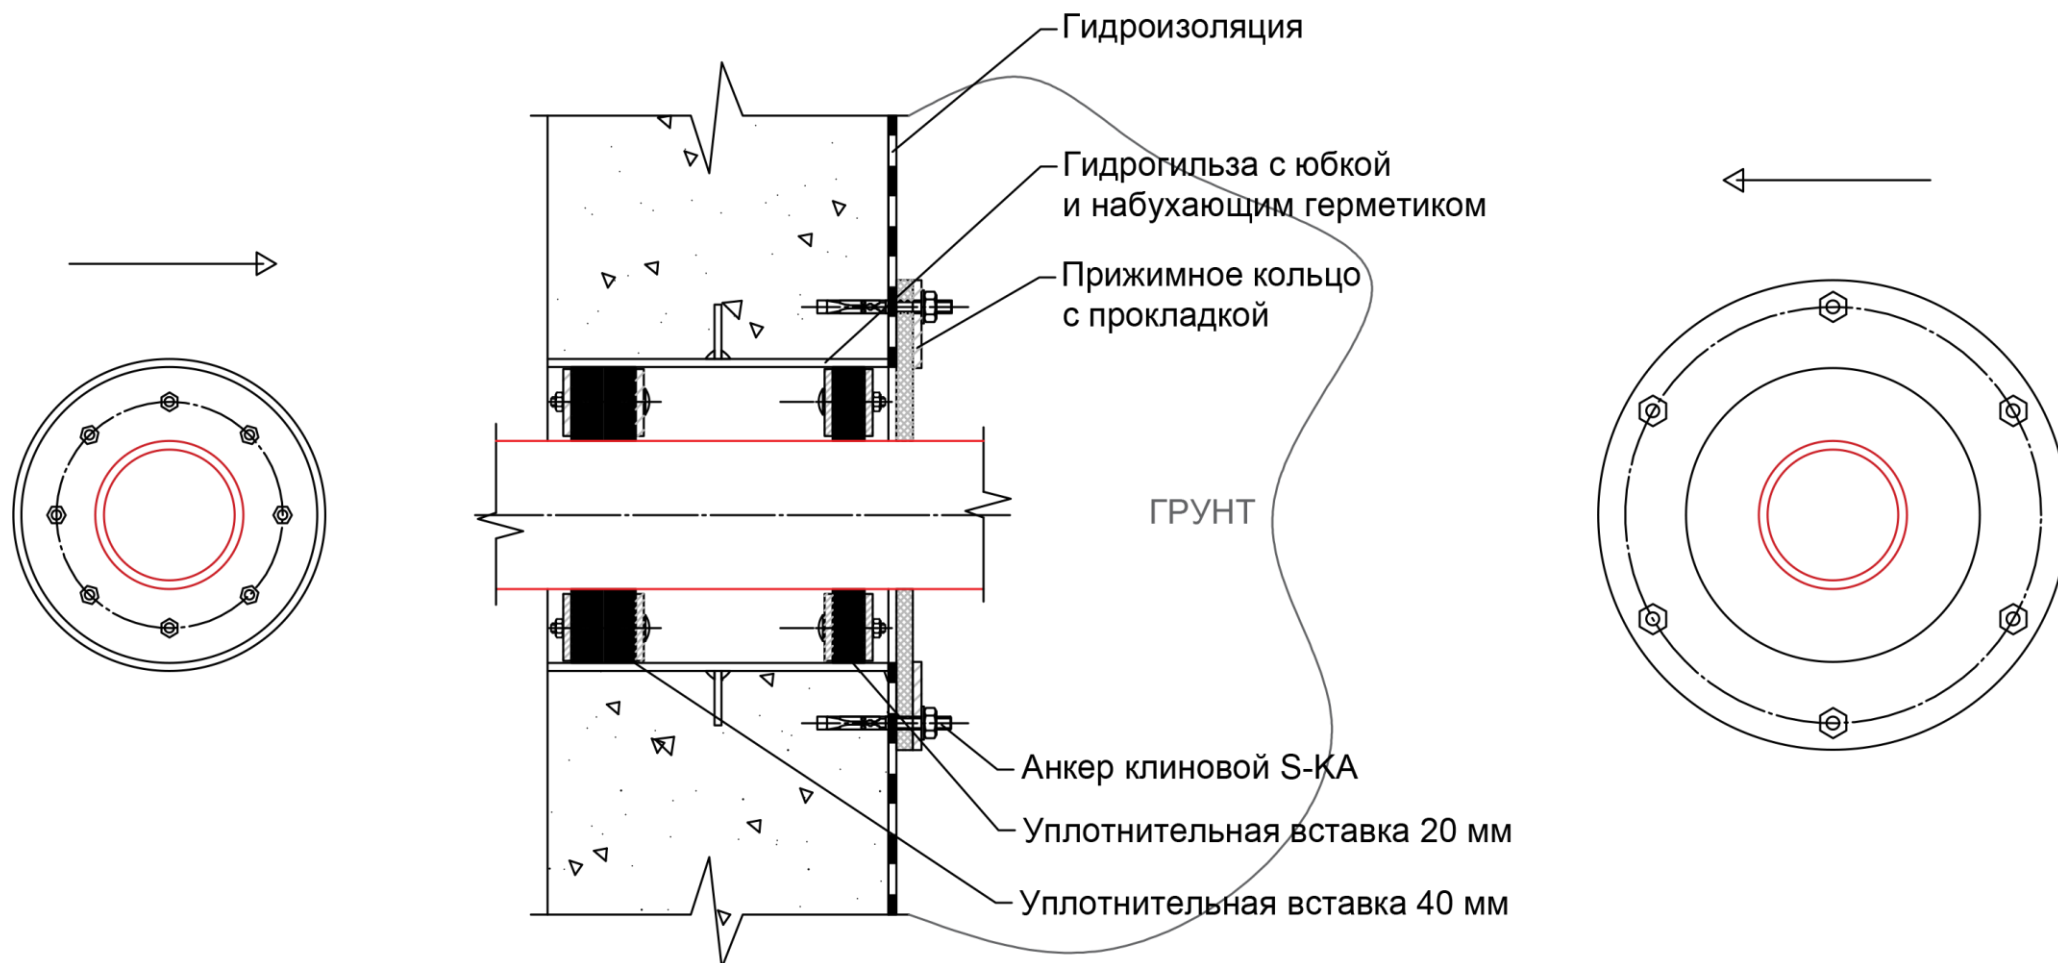 Гидроизоляция
Гидрогильза с юбкой
и набухающим герметиком
Прижимное кольцо
с прокладкой
ГРУНТ
Анкер клиновой S-KA
Уплотнительная вставка 20 мм
Уплотнительная вставка 40 мм